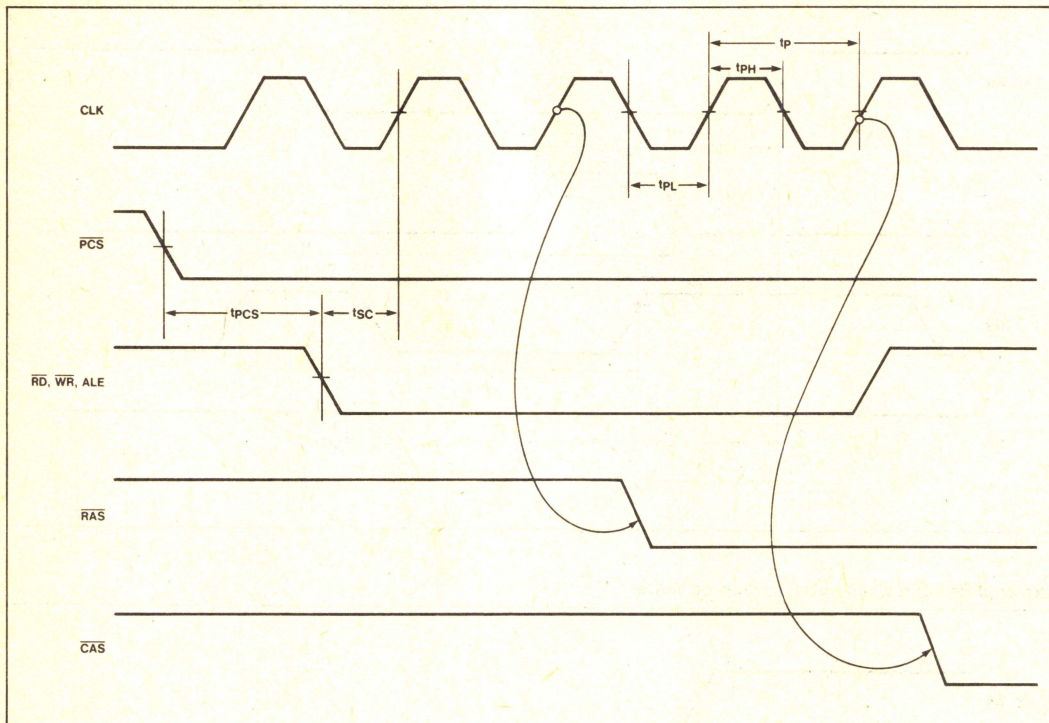 tP
tPH
CLK
tPL
PCS
tPCS
tSC
RD, WR, ALE
RAS
CAS